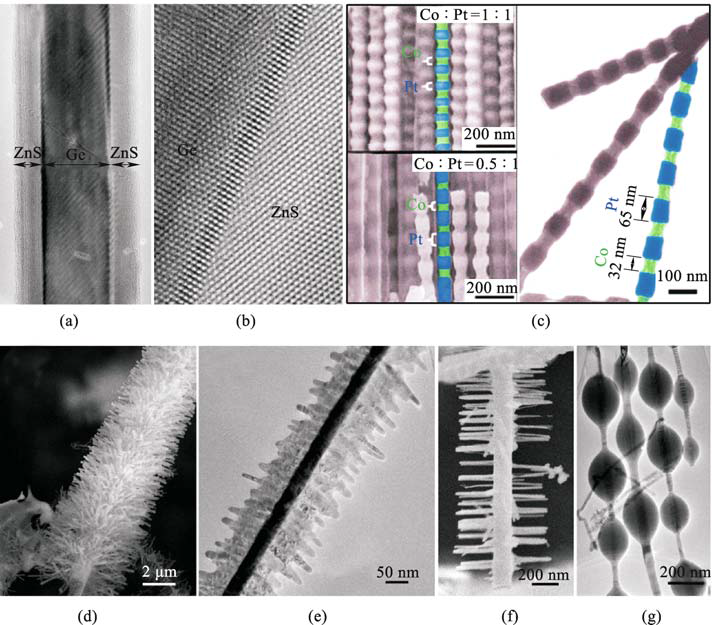 ZnS
Ge
ZnS
(a)
Ge
ZnS
(b)
Co : Pt = 1 : 1
Co
Pt
200 nm
Co : Pt = 0.5 : 1
Co
Pt
200 nm
Pt
65 nm
Co
32 nm
100 nm
(c)
2 μm
(d)
50 nm
(e)
200 nm
(f)
200 nm
(g)